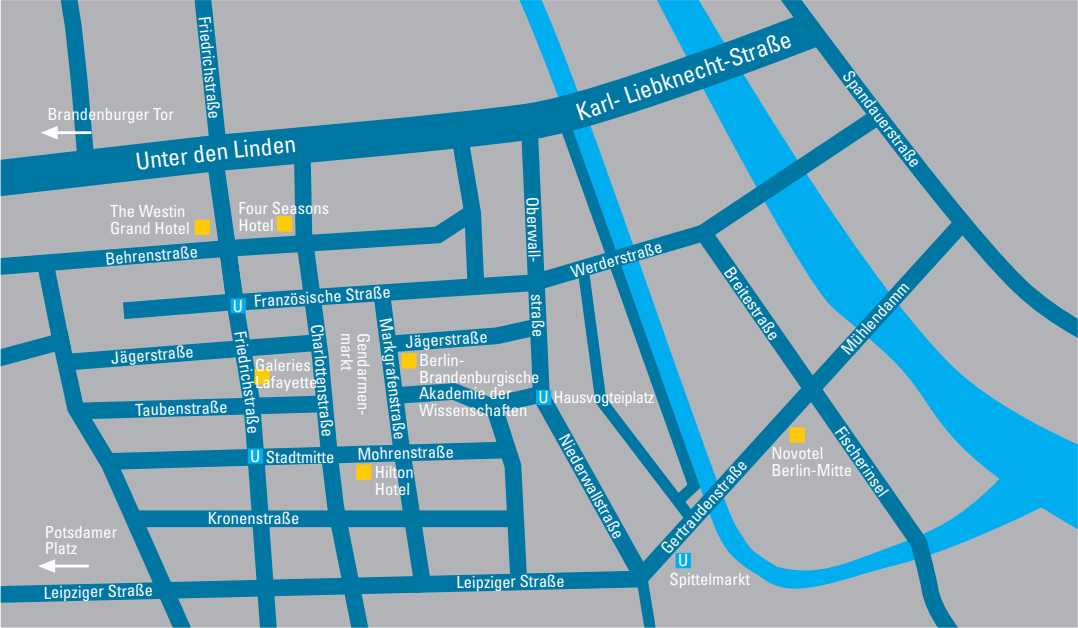 Friedrichstraße
Karl- Liebknecht-Straße
Spandauerstraße
Brandenburger Tor
Unter den Linden
The Westin
Grand Hotel
Four Seasons
Hotel
Oberwall-
straße
Behrenstraße
Werderstraße
Breitestraße
Mühlendamm
U
Französische Straße
Jägerstraße
Friedrichstraße
Charlottenstraße
Gendarmen-
markt
Markgrafenstraße
Jägerstraße
Galeries
Lafayette
Berlin-
Brandenburgische
Akademie der
Wissenschaften
U Hausvogteiplatz
Taubenstraße
U Stadtmitte
Mohrenstraße
Hilton
Hotel
Niederwallstraße
Novotel
Berlin-Mitte
Fischerinsel
Gertraudenstraße
Kronenstraße
Potsdamer
Platz
U
Spittelmarkt
Leipziger Straße
Leipziger Straße